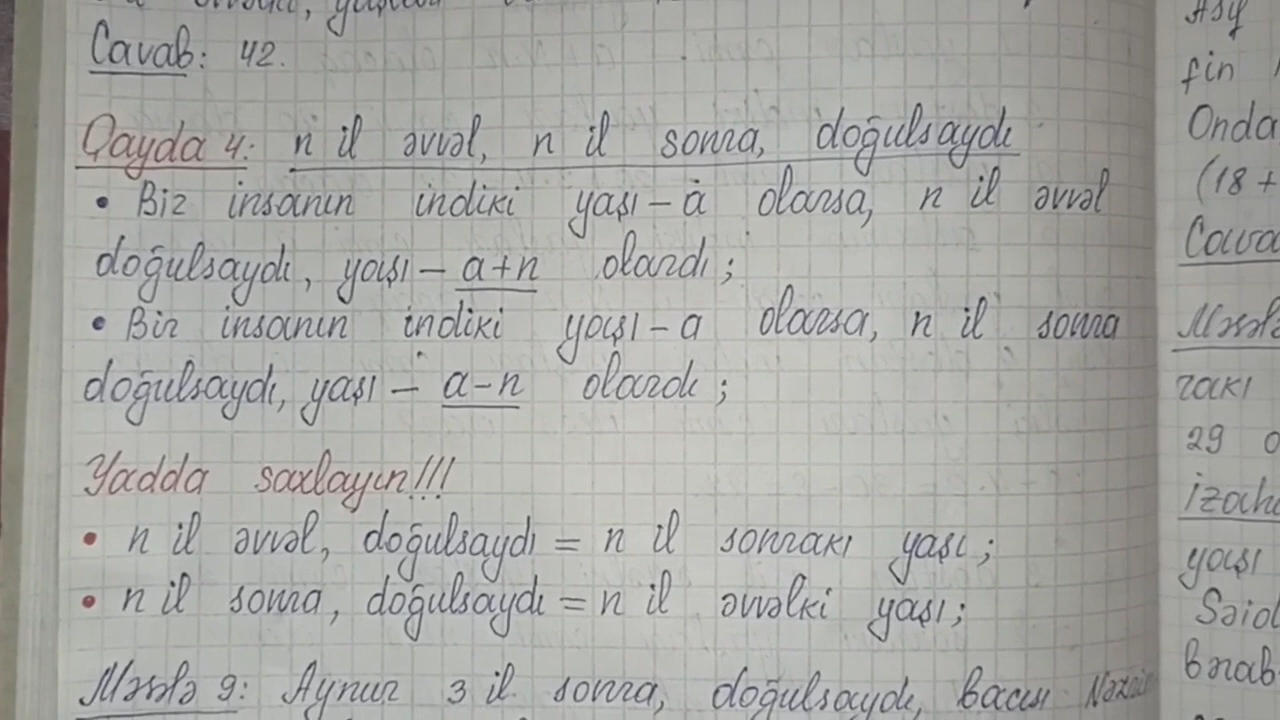 Cavab: 42.
Qayda 4: n il əvvəl, n il sonra, doğulsaydı
• Bir insanın indiki yaşı – a olarsa, n il əvvəl
doğulsaydı, yaşı – a+n olardı;
• Bir insanın indiki yaşı – a olarsa, n il sonra
doğulsaydı, yaşı – a–n olardı;
Yadda saxlayın!!!
• n il əvvəl, doğulsaydı = n il sonrakı yaşı;
• n il sonra, doğulsaydı = n il əvvəlki yaşı;
Məsələ 9: Aynur 3 il sonra, doğulsaydı, bacısı
fin
Onda
(18 +
rakı
29
yaşı